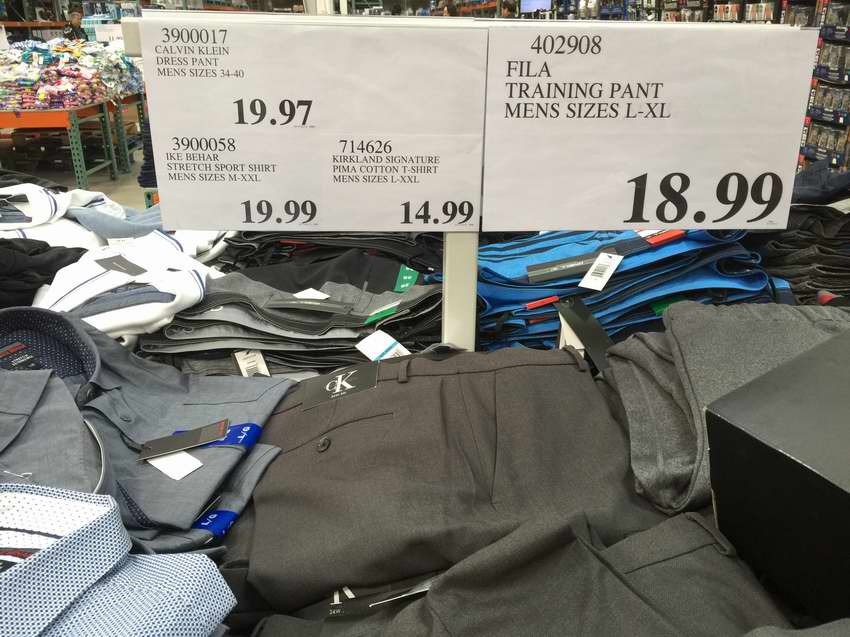 3900017
CALVIN KLEIN
DRESS PANT
MENS SIZES 34-40
19.97
3900058
IKE BEHAR
STRETCH SPORT SHIRT
MENS SIZES M-XXL
19.99
714626
KIRKLAND SIGNATURE
PIMA COTTON T-SHIRT
MENS SIZES L-XXL
14.99
402908
FILA
TRAINING PANT
MENS SIZES L-XL
18.99
cK